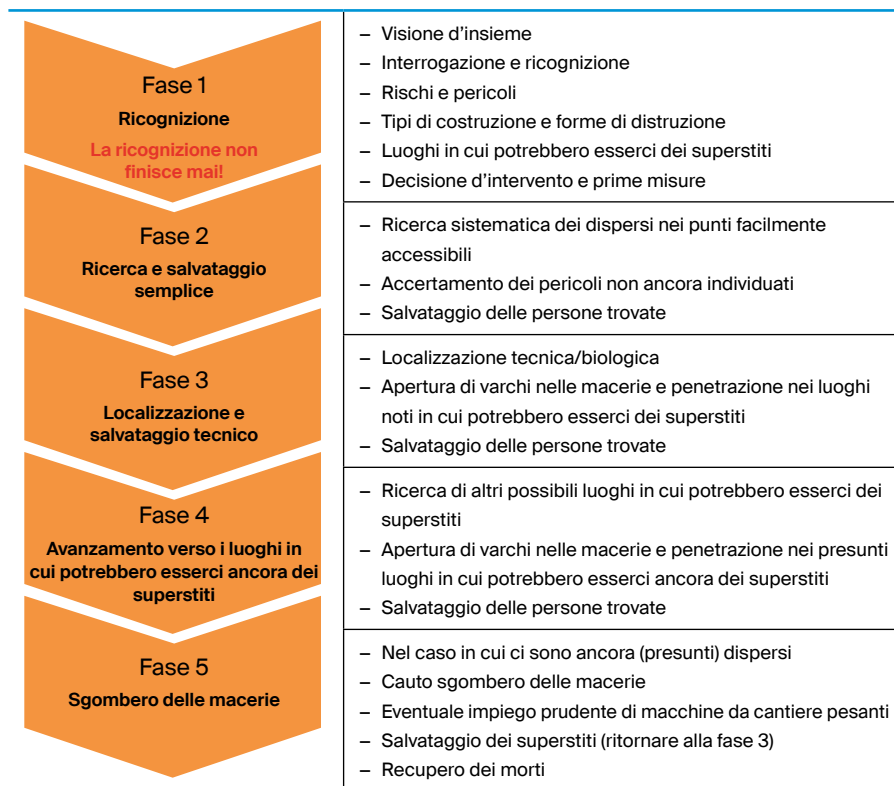 Fase 1
Ricognizione
La ricognizione non
finisce mai!
– Visione d'insieme
– Interrogazione e ricognizione
– Rischi e pericoli
– Tipi di costruzione e forme di distruzione
– Luoghi in cui potrebbero esserci dei superstiti
– Decisione d'intervento e prime misure
Fase 2
Ricerca e salvataggio
semplice
– Ricerca sistematica dei dispersi nei punti facilmente
accessibili
– Accertamento dei pericoli non ancora individuati
– Salvataggio delle persone trovate
Fase 3
Localizzazione e
salvataggio tecnico
– Localizzazione tecnica/biologica
– Apertura di varchi nelle macerie e penetrazione nei luoghi
noti in cui potrebbero esserci dei superstiti
– Salvataggio delle persone trovate
Fase 4
Avanzamento verso i luoghi in
cui potrebbero esserci ancora dei
superstiti
– Ricerca di altri possibili luoghi in cui potrebbero esserci dei
superstiti
– Apertura di varchi nelle macerie e penetrazione nei presunti
luoghi in cui potrebbero esserci ancora dei superstiti
– Salvataggio delle persone trovate
Fase 5
Sgombero delle macerie
– Nel caso in cui ci sono ancora (presunti) dispersi
– Cauto sgombero delle macerie
– Eventuale impiego prudente di macchine da cantiere pesanti
– Salvataggio dei superstiti (ritornare alla fase 3)
– Recupero dei morti